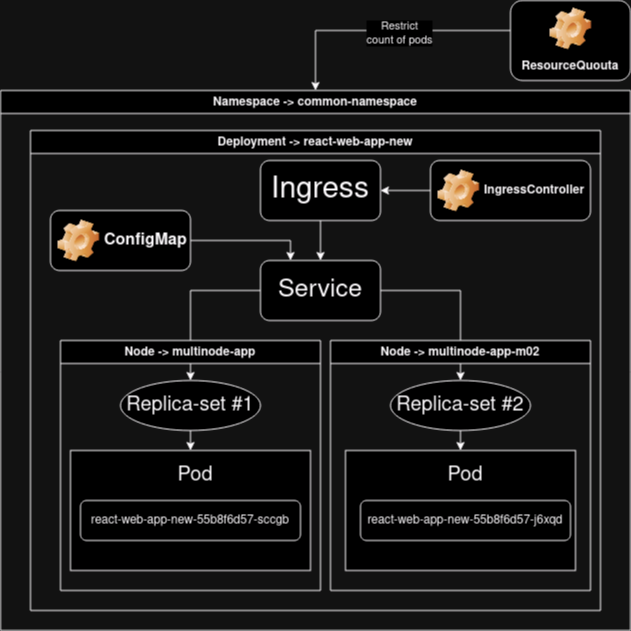 Restrict
count of pods
ResourceQuouta
Namespace -> common-namespace
Deployment -> react-web-app-new
Ingress
IngressController
ConfigMap
Service
Node -> multinode-app
Node -> multinode-app-m02
Replica-set #1
Replica-set #2
Pod
Pod
react-web-app-new-55b8f6d57-sccgb
react-web-app-new-55b8f6d57-j6xqd